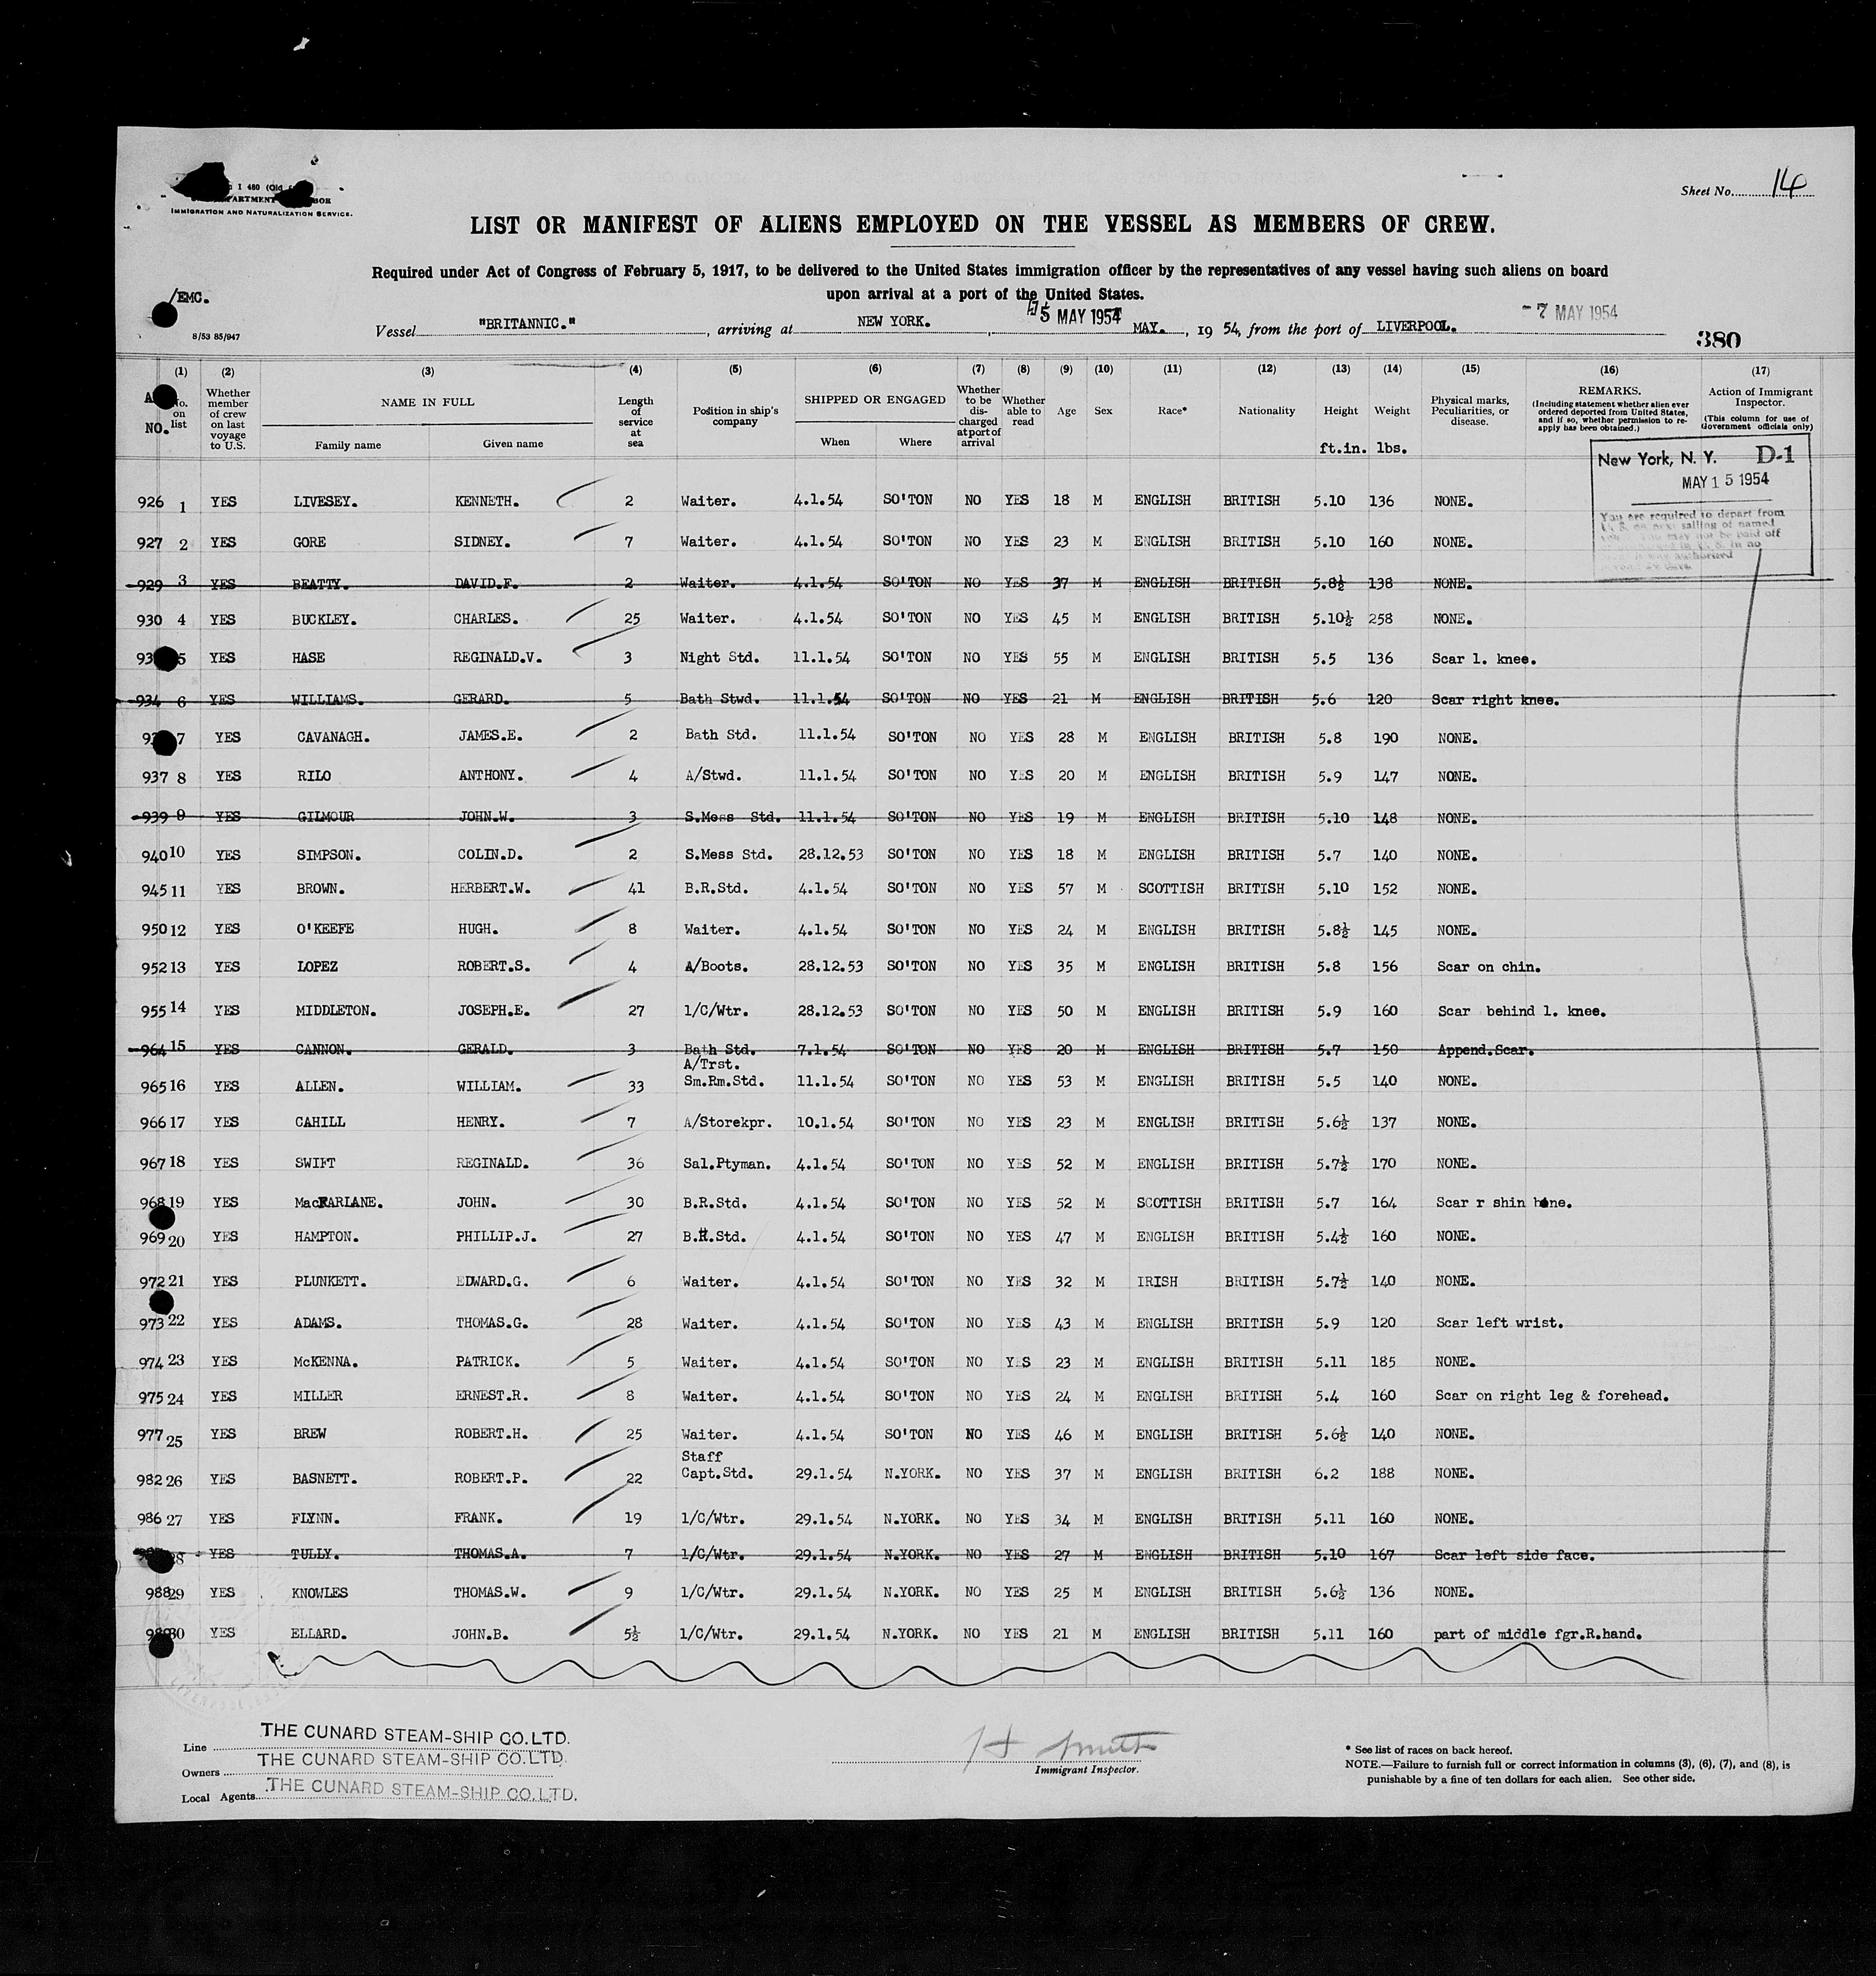 I 480 (Old
IMMIGRATION AND NATURALIZATION SERVICE.
Sheet No. 14
LIST OR MANIFEST OF ALIENS EMPLOYED ON THE VESSEL AS MEMBERS OF CREW.
Required under Act of Congress of February 5, 1917, to be delivered to the United States immigration officer by the representatives of any vessel having such aliens on board
upon arrival at a port of the United States.
/EMC.
8/53 85/947
Vessel "BRITANNIC." , arriving at NEW YORK. , 15 MAY 1954 MAY. , 19 54, from the port of LIVERPOOL. - 7 MAY 1954
380
(1) (2) (3) (4) (5) (6) (7) (8) (9) (10) (11) (12) (13) (14) (15) (16) (17)
NO. No. on list Whether member of crew on last voyage to U.S. NAME IN FULL Family name Given name Length of service at sea Position in ship's company SHIPPED OR ENGAGED When Where Whether to be discharged at port of arrival Whether able to read Age Sex Race* Nationality Height Weight Physical marks, Peculiarities, or disease. REMARKS. (Including statement whether alien ever ordered deported from United States, and if so, whether permission to re-apply has been obtained.) Action of Immigrant Inspector. (This column for use of Government officials only)
ft.in. lbs.
New York, N. Y. D-1
MAY 15 1954
You are required to depart from
926 1 YES LIVESEY. KENNETH. 2 Waiter. 4.1.54 SO'TON NO YES 18 M ENGLISH BRITISH 5.10 136 NONE.
927 2 YES GORE SIDNEY. 7 Waiter. 4.1.54 SO'TON NO YES 23 M ENGLISH BRITISH 5.10 160 NONE.
929 3 YES BEATTY. DAVID.F. 2 Waiter. 4.1.54 SO'TON NO YES 37 M ENGLISH BRITISH 5.8½ 138 NONE.
930 4 YES BUCKLEY. CHARLES. 25 Waiter. 4.1.54 SO'TON NO YES 45 M ENGLISH BRITISH 5.10½ 258 NONE.
5 YES HASE REGINALD.V. 3 Night Std. 11.1.54 SO'TON NO YES 55 M ENGLISH BRITISH 5.5 136 Scar l. knee.
934 6 YES WILLIAMS. GERARD. 5 Bath Stwd. 11.1.54 SO'TON NO YES 21 M ENGLISH BRITISH 5.6 120 Scar right knee.
7 YES CAVANAGH. JAMES.E. 2 Bath Std. 11.1.54 SO'TON NO YES 28 M ENGLISH BRITISH 5.8 190 NONE.
937 8 YES RILO ANTHONY. 4 A/Stwd. 11.1.54 SO'TON NO YES 20 M ENGLISH BRITISH 5.9 147 NONE.
939 9 YES GILMOUR JOHN.W. 3 S.Mess Std. 11.1.54 SO'TON NO YES 19 M ENGLISH BRITISH 5.10 148 NONE.
940 10 YES SIMPSON. COLIN.D. 2 S.Mess Std. 28.12.53 SO'TON NO YES 18 M ENGLISH BRITISH 5.7 140 NONE.
945 11 YES BROWN. HERBERT.W. 41 B.R.Std. 4.1.54 SO'TON NO YES 57 M SCOTTISH BRITISH 5.10 152 NONE.
950 12 YES O'KEEFE HUGH. 8 Waiter. 4.1.54 SO'TON NO YES 24 M ENGLISH BRITISH 5.8½ 145 NONE.
952 13 YES LOPEZ ROBERT.S. 4 A/Boots. 28.12.53 SO'TON NO YES 35 M ENGLISH BRITISH 5.8 156 Scar on chin.
955 14 YES MIDDLETON. JOSEPH.E. 27 1/C/Wtr. 28.12.53 SO'TON NO YES 50 M ENGLISH BRITISH 5.9 160 Scar behind l. knee.
964 15 YES CANNON. GERALD. 3 Bath Std. 7.1.54 SO'TON NO YES 20 M ENGLISH BRITISH 5.7 150 Append.Scar.
965 16 YES ALLEN. WILLIAM. 33 A/Trst. Sm.Rm.Std. 11.1.54 SO'TON NO YES 53 M ENGLISH BRITISH 5.5 140 NONE.
966 17 YES CAHILL HENRY. 7 A/Storekpr. 10.1.54 SO'TON NO YES 23 M ENGLISH BRITISH 5.6½ 137 NONE.
967 18 YES SWIFT REGINALD. 36 Sal.Ptyman. 4.1.54 SO'TON NO YES 52 M ENGLISH BRITISH 5.7½ 170 NONE.
968 19 YES MacFARLANE. JOHN. 30 B.R.Std. 4.1.54 SO'TON NO YES 52 M SCOTTISH BRITISH 5.7 164 Scar r shin bone.
969 20 YES HAMPTON. PHILLIP.J. 27 B.R.Std. 4.1.54 SO'TON NO YES 47 M ENGLISH BRITISH 5.4½ 160 NONE.
972 21 YES PLUNKETT. EDWARD.G. 6 Waiter. 4.1.54 SO'TON NO YES 32 M IRISH BRITISH 5.7½ 140 NONE.
973 22 YES ADAMS. THOMAS.G. 28 Waiter. 4.1.54 SO'TON NO YES 43 M ENGLISH BRITISH 5.9 120 Scar left wrist.
974 23 YES McKENNA. PATRICK. 5 Waiter. 4.1.54 SO'TON NO YES 23 M ENGLISH BRITISH 5.11 185 NONE.
975 24 YES MILLER ERNEST.R. 8 Waiter. 4.1.54 SO'TON NO YES 24 M ENGLISH BRITISH 5.4 160 Scar on right leg & forehead.
977 25 YES BREW ROBERT.H. 25 Waiter. 4.1.54 SO'TON NO YES 46 M ENGLISH BRITISH 5.6½ 140 NONE.
982 26 YES BASNETT. ROBERT.P. 22 Staff Capt.Std. 29.1.54 N.YORK. NO YES 37 M ENGLISH BRITISH 6.2 188 NONE.
986 27 YES FLYNN. FRANK. 19 1/C/Wtr. 29.1.54 N.YORK. NO YES 34 M ENGLISH BRITISH 5.11 160 NONE.
28 YES TULLY. THOMAS.A. 7 1/C/Wtr. 29.1.54 N.YORK. NO YES 27 M ENGLISH BRITISH 5.10 167 Scar left side face.
988 29 YES KNOWLES THOMAS.W. 9 1/C/Wtr. 29.1.54 N.YORK. NO YES 25 M ENGLISH BRITISH 5.6½ 136 NONE.
30 YES ELLARD. JOHN.B. 5½ 1/C/Wtr. 29.1.54 N.YORK. NO YES 21 M ENGLISH BRITISH 5.11 160 part of middle fgr.R.hand.
Line THE CUNARD STEAM-SHIP CO.LTD.
Owners THE CUNARD STEAM-SHIP CO.LTD.
Local Agents THE CUNARD STEAM-SHIP CO.LTD.
H Smith
Immigrant Inspector.
* See list of races on back hereof.
NOTE.—Failure to furnish full or correct information in columns (3), (6), (7), and (8), is
punishable by a fine of ten dollars for each alien. See other side.